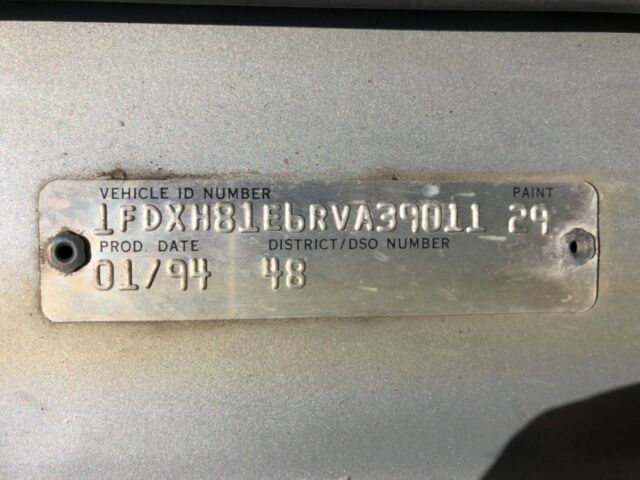 VEHICLE ID NUMBER PAINT
1FDXH81E6RVA39011 29
PROD. DATE DISTRICT/DSO NUMBER
01/94 48